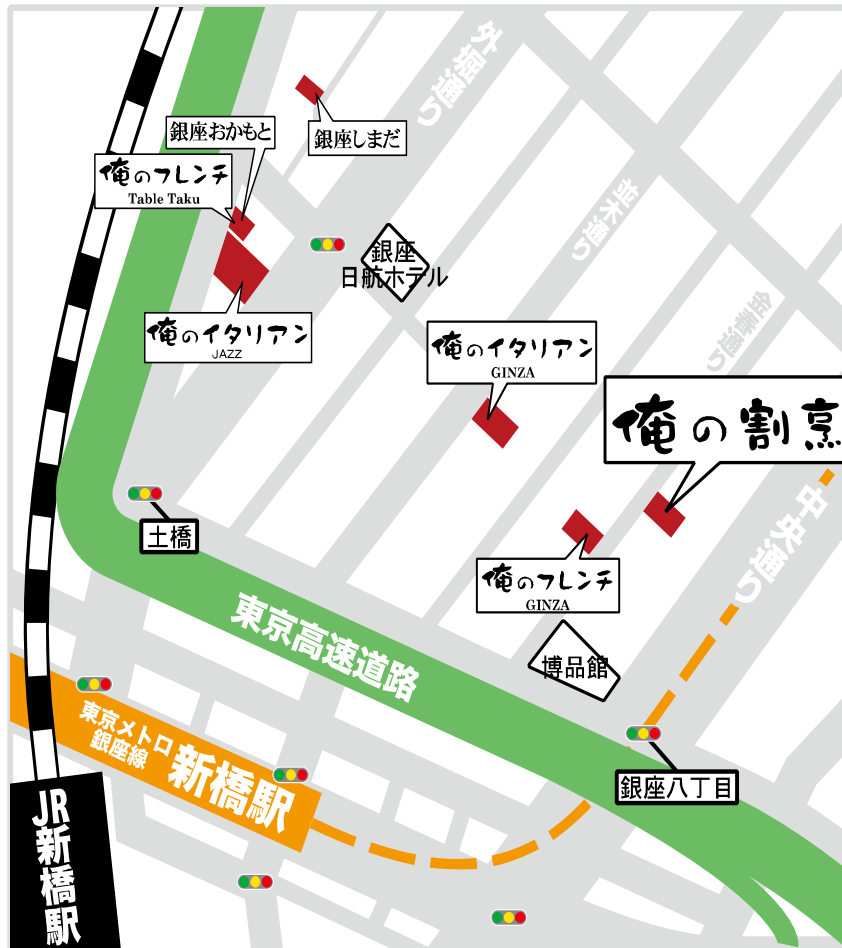 外堀通り
銀座おかもと
銀座しまだ
俺のフレンチ
Table Taku
並木通り
銀座
日航ホテル
金春通り
俺のイタリアン
JAZZ
俺のイタリアン
GINZA
俺の割烹
中央通り
土橋
俺のフレンチ
GINZA
東京高速道路
博品館
東京メトロ
銀座線
新橋駅
銀座八丁目
JR新橋駅